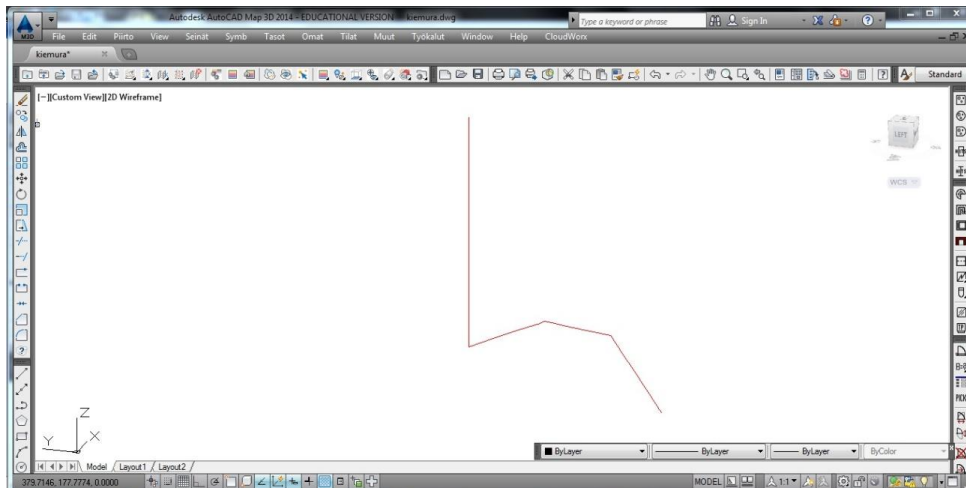 Autodesk AutoCAD Map 3D 2014 - EDUCATIONAL VERSION kiemura.dwg
Type a keyword or phrase
Sign In
M3D
File Edit Piirto View Seinät Symb Tasot Omat Tilat Muut Työkalut Window Help CloudWorx
kiemura*
Standard
[−][Custom View][2D Wireframe]
LEFT
WCS
Z
Y
X
ByLayer
ByLayer
ByLayer
ByColor
Model Layout1 Layout2
379.7146, 177.7774, 0.0000
MODEL
1:1